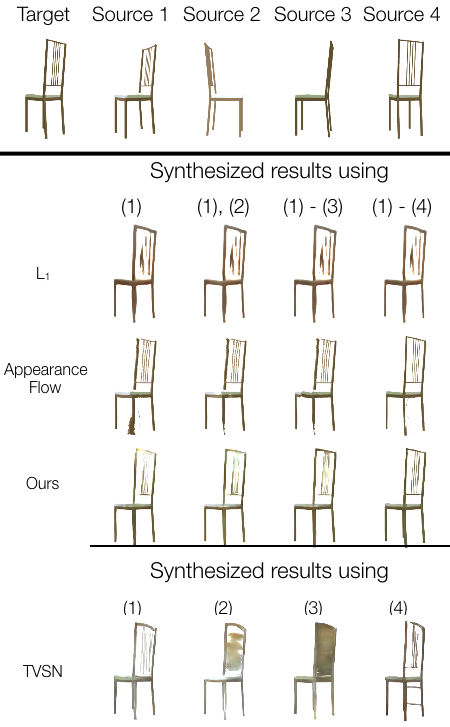 Target Source 1 Source 2 Source 3 Source 4
Synthesized results using
(1) (1), (2) (1) - (3) (1) - (4)
L₁
Appearance
Flow
Ours
Synthesized results using
(1) (2) (3) (4)
TVSN